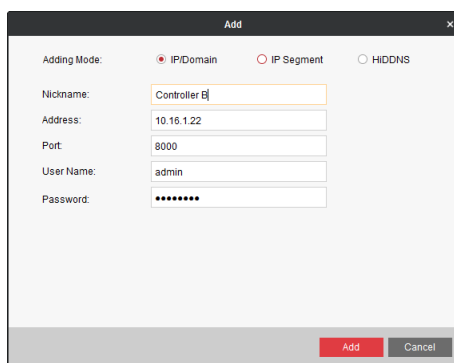 Add ×
Adding Mode: IP/Domain IP Segment HiDDNS
Nickname: Controller B
Address: 10.16.1.22
Port: 8000
User Name: admin
Password: ●●●●●●●●
Add Cancel